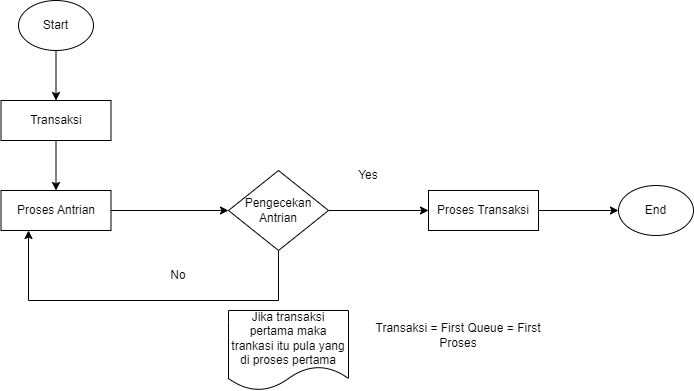 Start
Transaksi
Proses Antrian
Pengecekan
Antrian
Yes
Proses Transaksi
End
No
Jika transaksi
pertama maka
trankasi itu pula yang
di proses pertama
Transaksi = First Queue = First
Proses